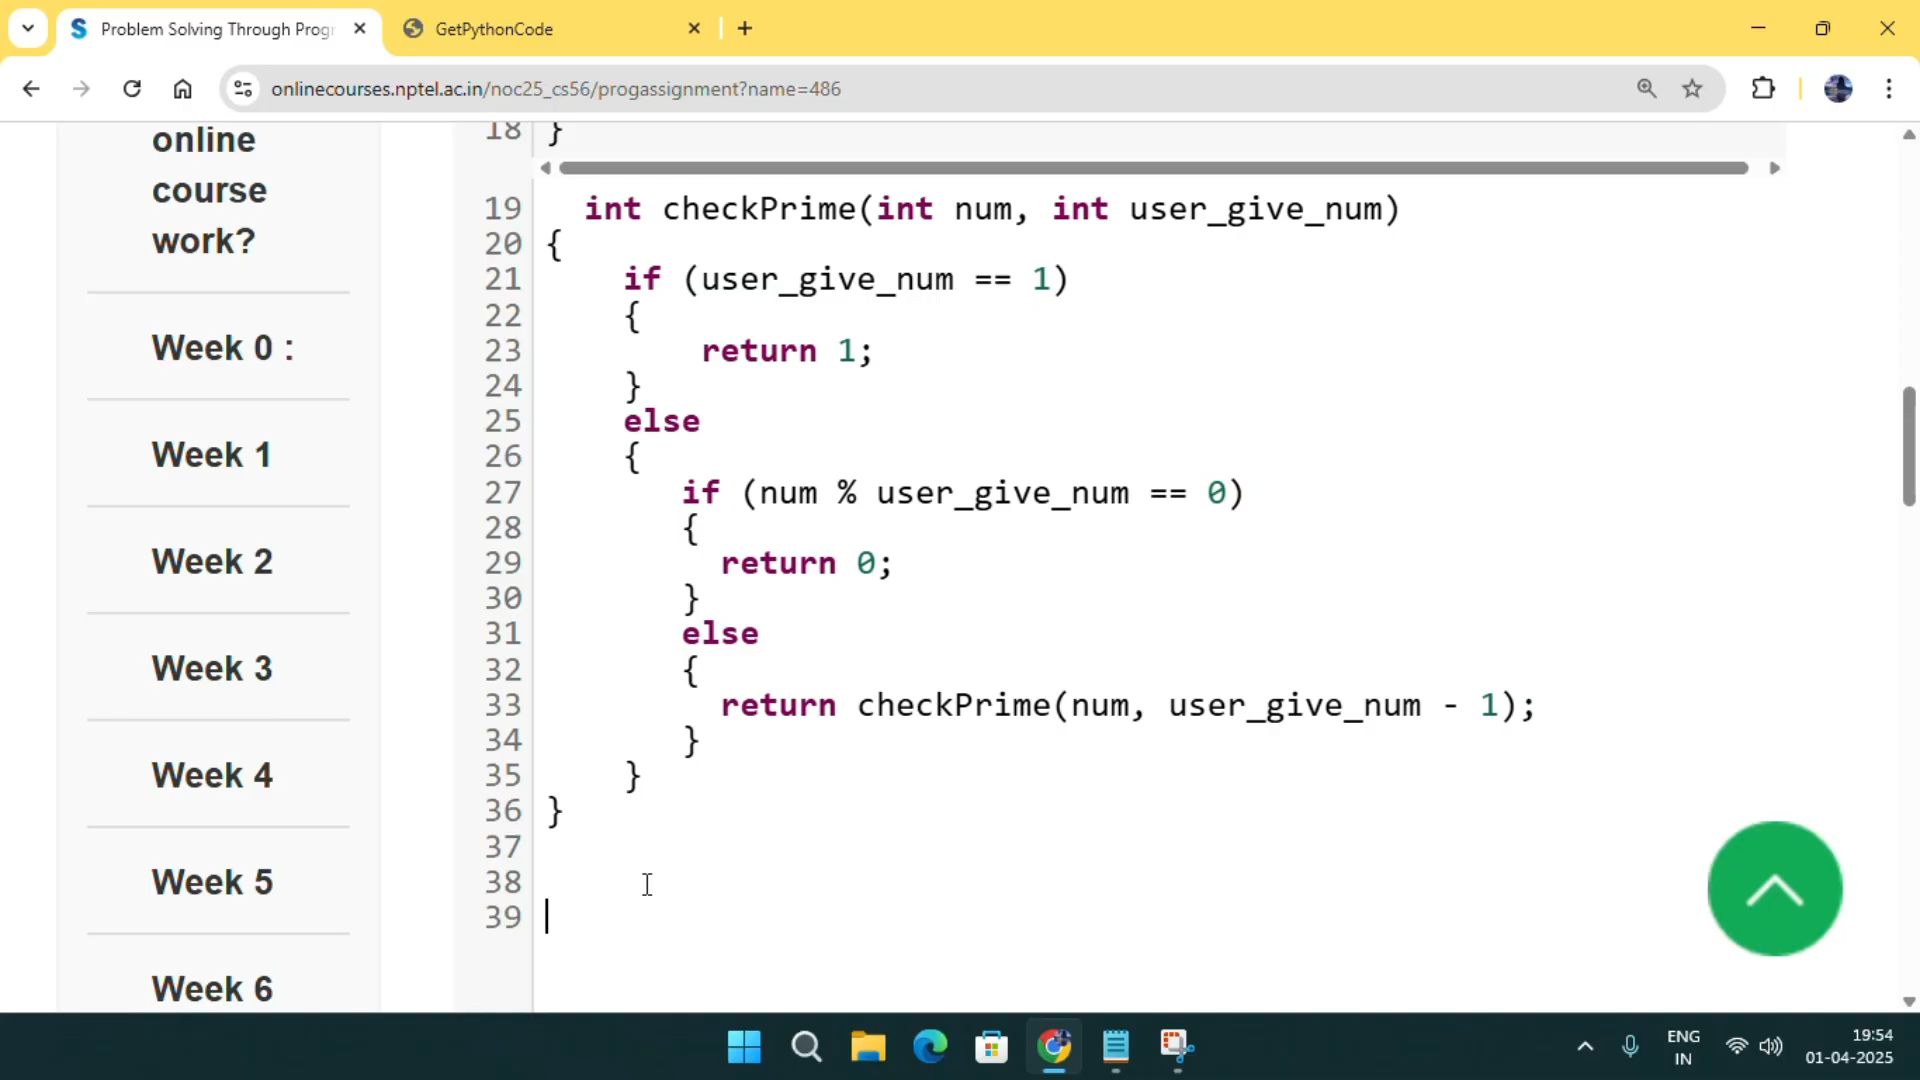 Problem Solving Through Progr
GetPythonCode
onlinecourses.nptel.ac.in/noc25_cs56/progassignment?name=486
online
course
work?
Week 0 :
Week 1
Week 2
Week 3
Week 4
Week 5
Week 6
18 }
19 int checkPrime(int num, int user_give_num)
20 {
21 if (user_give_num == 1)
22 {
23 return 1;
24 }
25 else
26 {
27 if (num % user_give_num == 0)
28 {
29 return 0;
30 }
31 else
32 {
33 return checkPrime(num, user_give_num - 1);
34 }
35 }
36 }
37
38
39
ENG
IN
19:54
01-04-2025